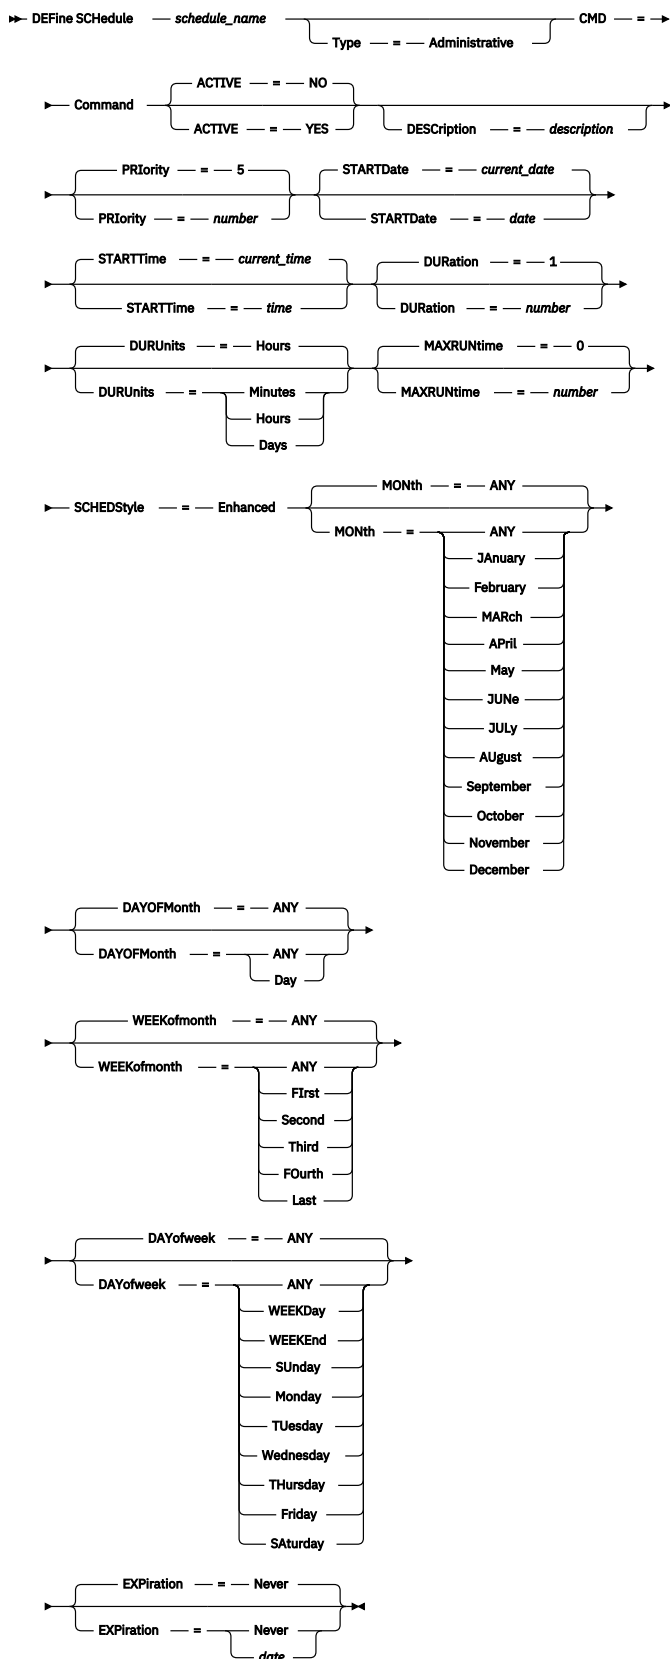 DEFine SCHedule — schedule_name Type — = — Administrative CMD — =
Command ACTIVE — = — NO
ACTIVE — = — YES DESCription — = — description
PRIority — = — 5 STARTDate — = — current_date
PRIority — = — number STARTDate — = — date
STARTTime — = — current_time DURation — = — 1
STARTTime — = — time DURation — = — number
DURUnits — = — Hours MAXRUNtime — = — 0
DURUnits — = — Minutes MAXRUNtime — = — number
Hours
Days
SCHEDStyle — = — Enhanced MONth — = — ANY
MONth — = — ANY
JAnuary
February
MARch
APril
May
JUNe
JULy
AUgust
September
October
November
December
DAYOFMonth — = — ANY
DAYOFMonth — = — ANY
Day
WEEKofmonth — = — ANY
WEEKofmonth — = — ANY
FIrst
Second
Third
FOurth
Last
DAYofweek — = — ANY
DAYofweek — = — ANY
WEEKDay
WEEKEnd
SUnday
Monday
TUesday
Wednesday
THursday
Friday
SAturday
EXPiration — = — Never
EXPiration — = — Never
date